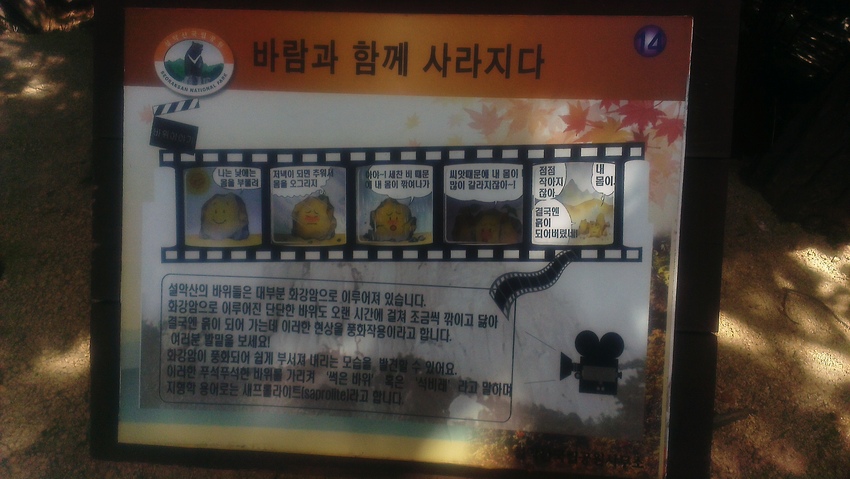 바람과 함께 사라지다
14
SEORAKSAN NATIONAL PARK
나는 낮에는
몸을 부풀려
저녁이 되면 추워서
몸을 오그리지
아이~! 세찬 비 때문
에 내 몸이 깎여나가
씨앗때문에 내 몸이
많이 갈라지잖아~!
점점
작아지
잖아
내
몸이
결국엔
흙이
되어버렸네!
설악산의 바위들은 대부분 화강암으로 이루어져 있습니다.
화강암으로 이루어진 단단한 바위도 오랜 시간에 걸쳐 조금씩 깎이고 닳아
결국엔 흙이 되어 가는데 이러한 현상을 풍화작용이라고 합니다.
여러분 발밑을 보세요!
화강암이 풍화되어 쉽게 부서져 내리는 모습을 발견할 수 있어요.
이러한 푸석푸석한 바위를 가리켜 '썩은 바위' 혹은 '석비레' 라고 말하며
지형학 용어로는 새프롤라이트(saprolite)라고 합니다.